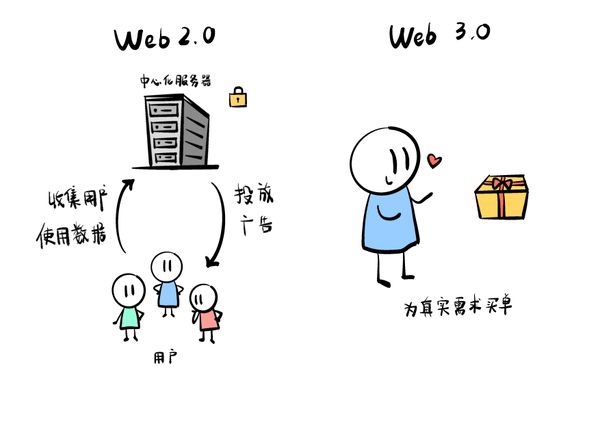 Web 2.0
中心化服务器
收集用户
使用数据
投放
广告
用户
Web 3.0
为真实需求买单